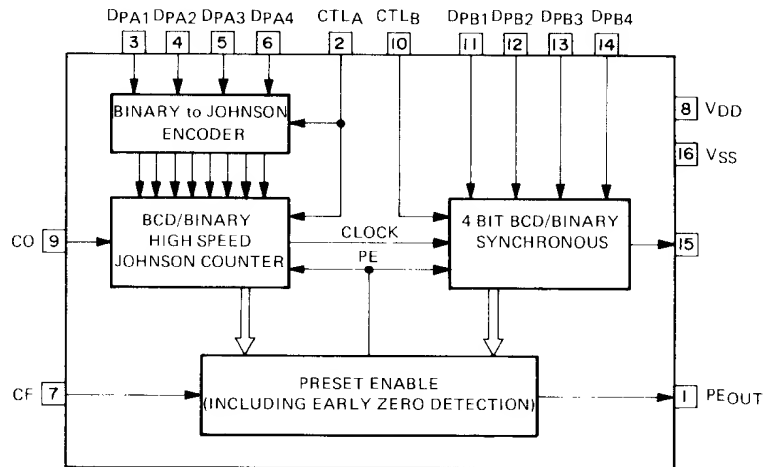 DPA1 DPA2 DPA3 DPA4 CTLA CTLB DPB1 DPB2 DPB3 DPB4
3 4 5 6 2 10 11 12 13 14
8 VDD
BINARY to JOHNSON
ENCODER
16 VSS
BCD/BINARY
HIGH SPEED
JOHNSON COUNTER
4 BIT BCD/BINARY
SYNCHRONOUS
CLOCK
CO 9
15
PE
PRESET ENABLE
(INCLUDING EARLY ZERO DETECTION)
CF 7
1 PEOUT